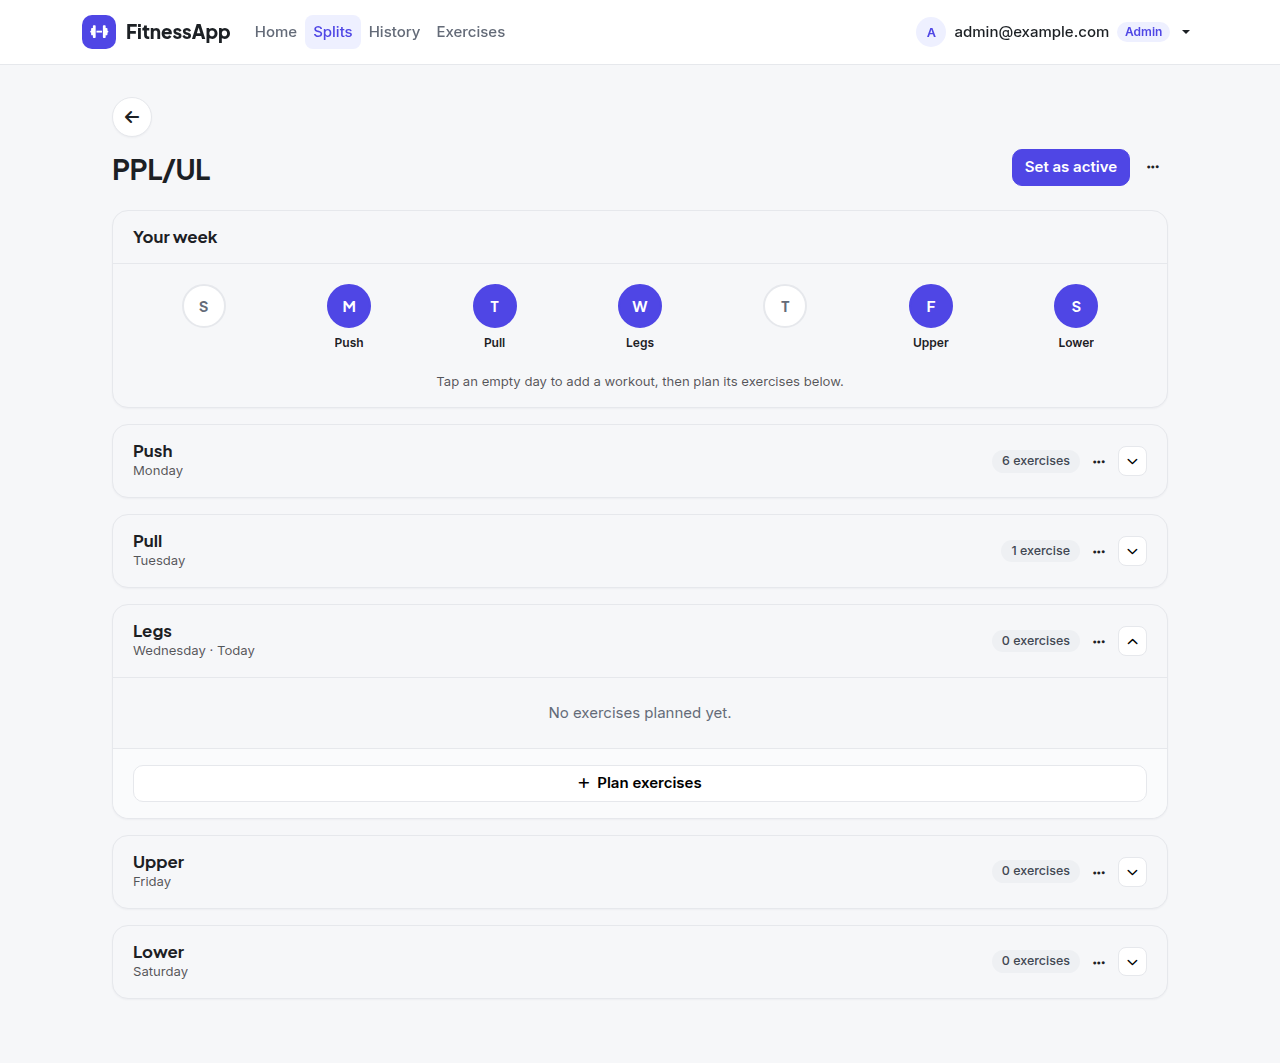 FitnessApp Home Splits History Exercises A admin@example.com Admin
PPL/UL Set as active
Your week
S M T W T F S
Push Pull Legs Upper Lower
Tap an empty day to add a workout, then plan its exercises below.
Push
Monday
6 exercises
Pull
Tuesday
1 exercise
Legs
Wednesday · Today
0 exercises
No exercises planned yet.
+ Plan exercises
Upper
Friday
0 exercises
Lower
Saturday
0 exercises